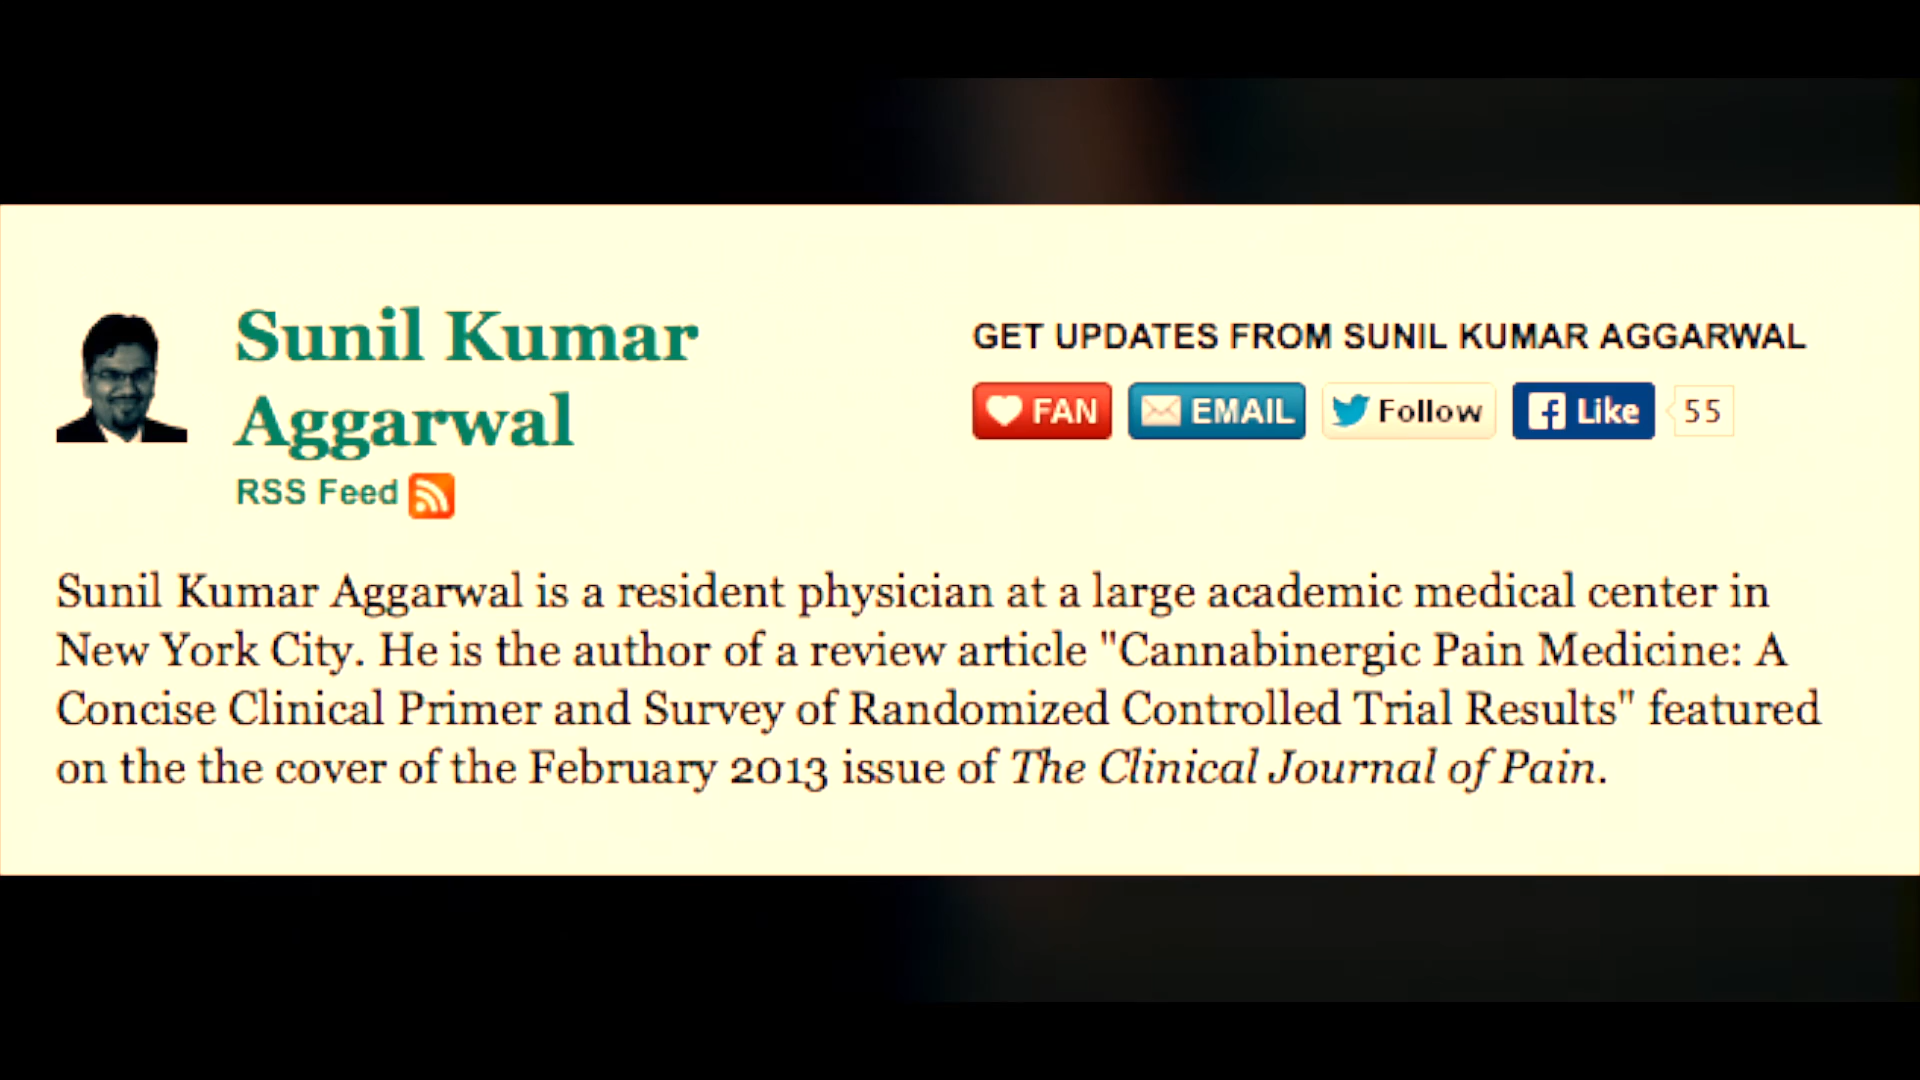 Sunil Kumar
Aggarwal
RSS Feed
GET UPDATES FROM SUNIL KUMAR AGGARWAL
FAN EMAIL Follow Like 55
Sunil Kumar Aggarwal is a resident physician at a large academic medical center in
New York City. He is the author of a review article "Cannabinergic Pain Medicine: A
Concise Clinical Primer and Survey of Randomized Controlled Trial Results" featured
on the the cover of the February 2013 issue of The Clinical Journal of Pain.